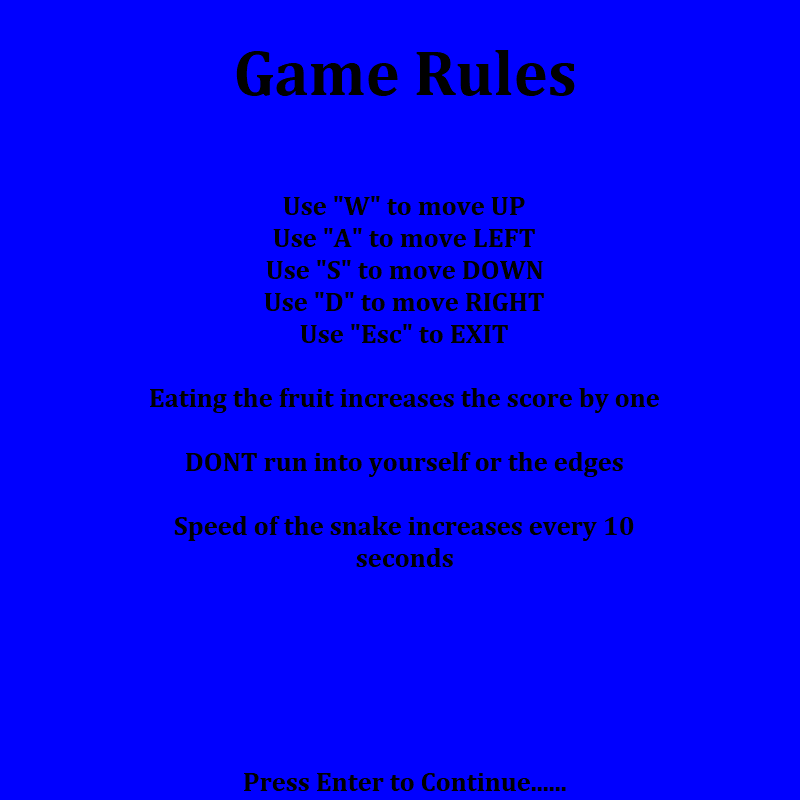 Game Rules
Use "W" to move UP
Use "A" to move LEFT
Use "S" to move DOWN
Use "D" to move RIGHT
Use "Esc" to EXIT
Eating the fruit increases the score by one
DONT run into yourself or the edges
Speed of the snake increases every 10
seconds
Press Enter to Continue......